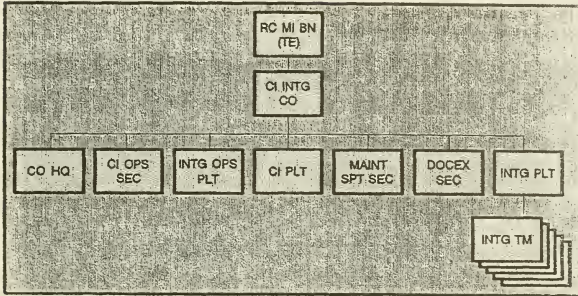 RC MI BN
(TE)
CI INTG
CO
CO HQ
CI OPS
SEC
INTG OPS
PLT
CI PLT
MAINT
SPT SEC
DOCEX
SEC
INTG PLT
INTG TM